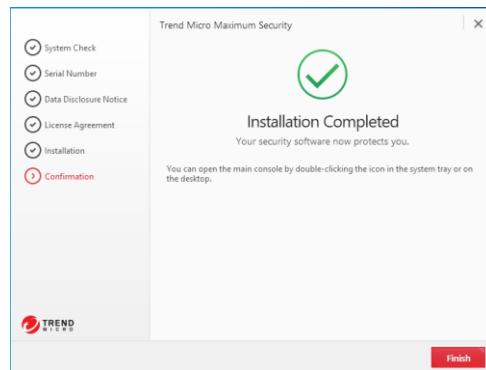 Trend Micro Maximum Security
System Check
Serial Number
Data Disclosure Notice
License Agreement
Installation
Confirmation
Installation Completed
Your security software now protects you.
You can open the main console by double-clicking the icon in the system tray or on
the desktop.
TREND
MICRO
Finish